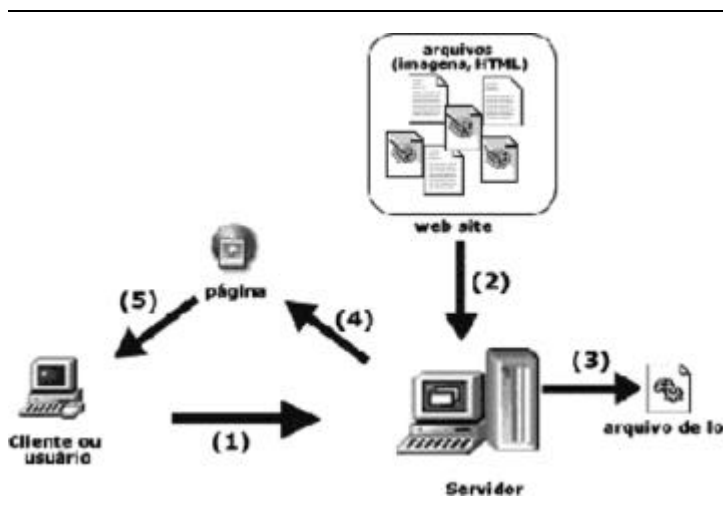 arquivos
(imagens, HTML)
web site
(2)
página
(5)
(4)
(3)
Cliente ou
usuário
(1)
arquivo de lo
Servidor